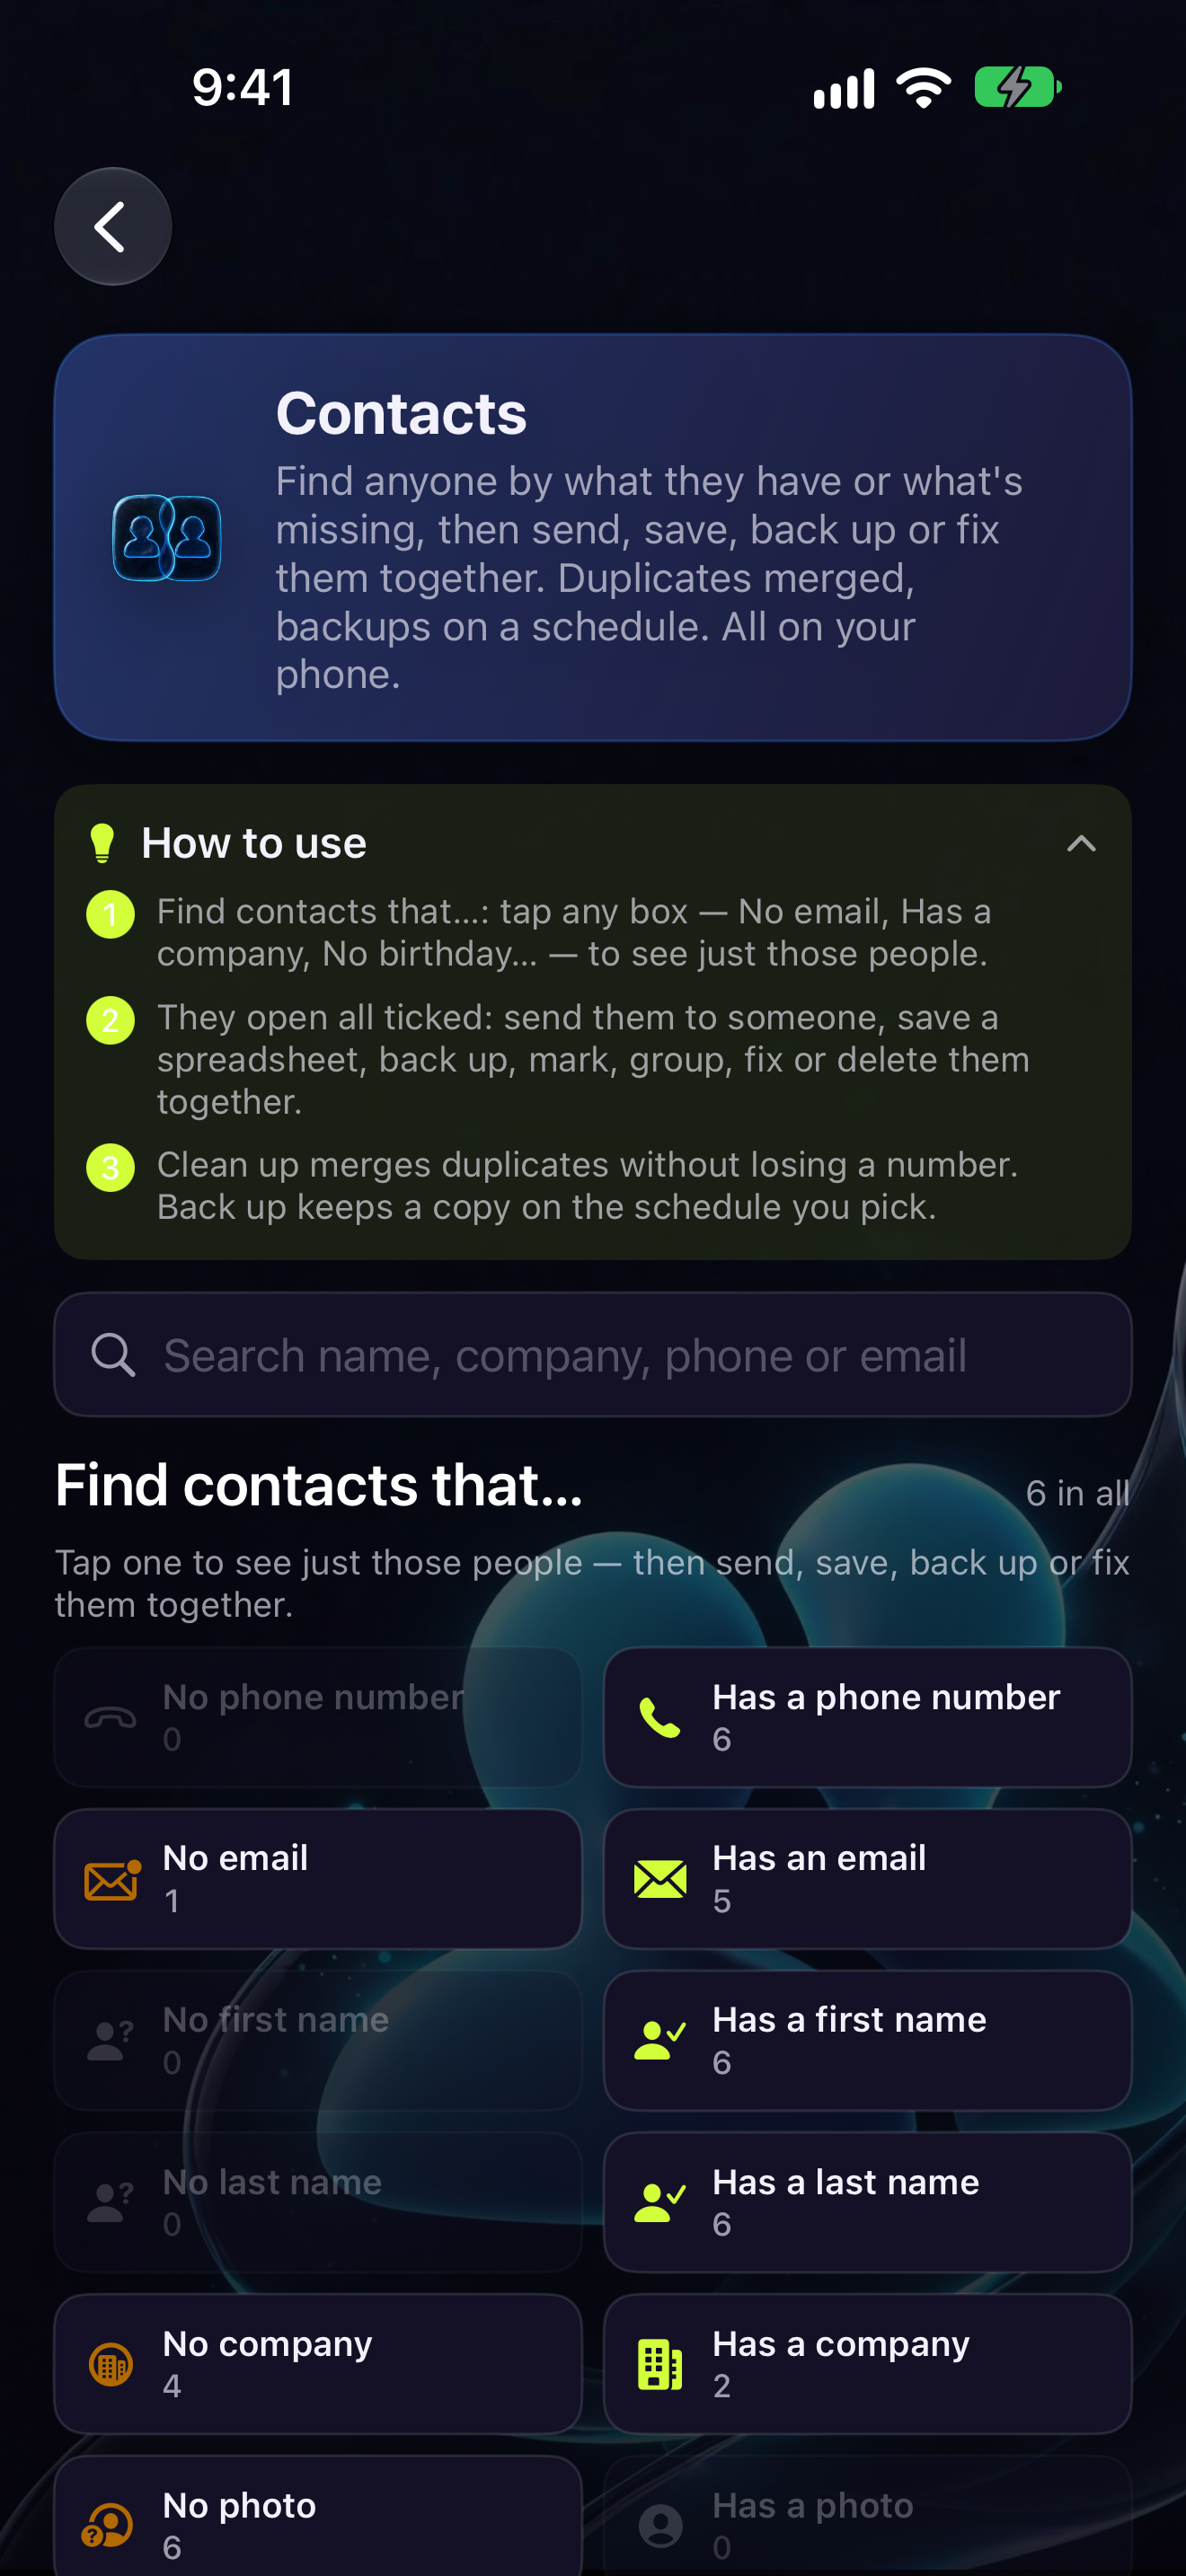 9:41
Contacts
Find anyone by what they have or what's
missing, then send, save, back up or fix
them together. Duplicates merged,
backups on a schedule. All on your
phone.
How to use
1 Find contacts that...: tap any box — No email, Has a
company, No birthday... — to see just those people.
2 They open all ticked: send them to someone, save a
spreadsheet, back up, mark, group, fix or delete them
together.
3 Clean up merges duplicates without losing a number.
Back up keeps a copy on the schedule you pick.
Search name, company, phone or email
Find contacts that...
6 in all
Tap one to see just those people — then send, save, back up or fix
them together.
No phone number
0
Has a phone number
6
No email
1
Has an email
5
No first name
0
Has a first name
6
No last name
0
Has a last name
6
No company
4
Has a company
2
No photo
6
Has a photo
0